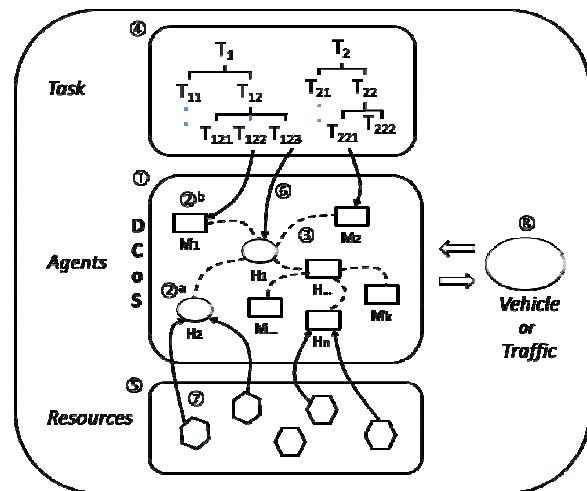 ④
Task
T1 T2
T11 T12 T21 T22
T121 T122 T123 T221 T222
①
DCoS
②b ⑥
M1 ③ M2
Agents
H1
②a H...
M... Mk
H2 Hn
⑧
Vehicle
or
Traffic
⑤
⑦
Resources